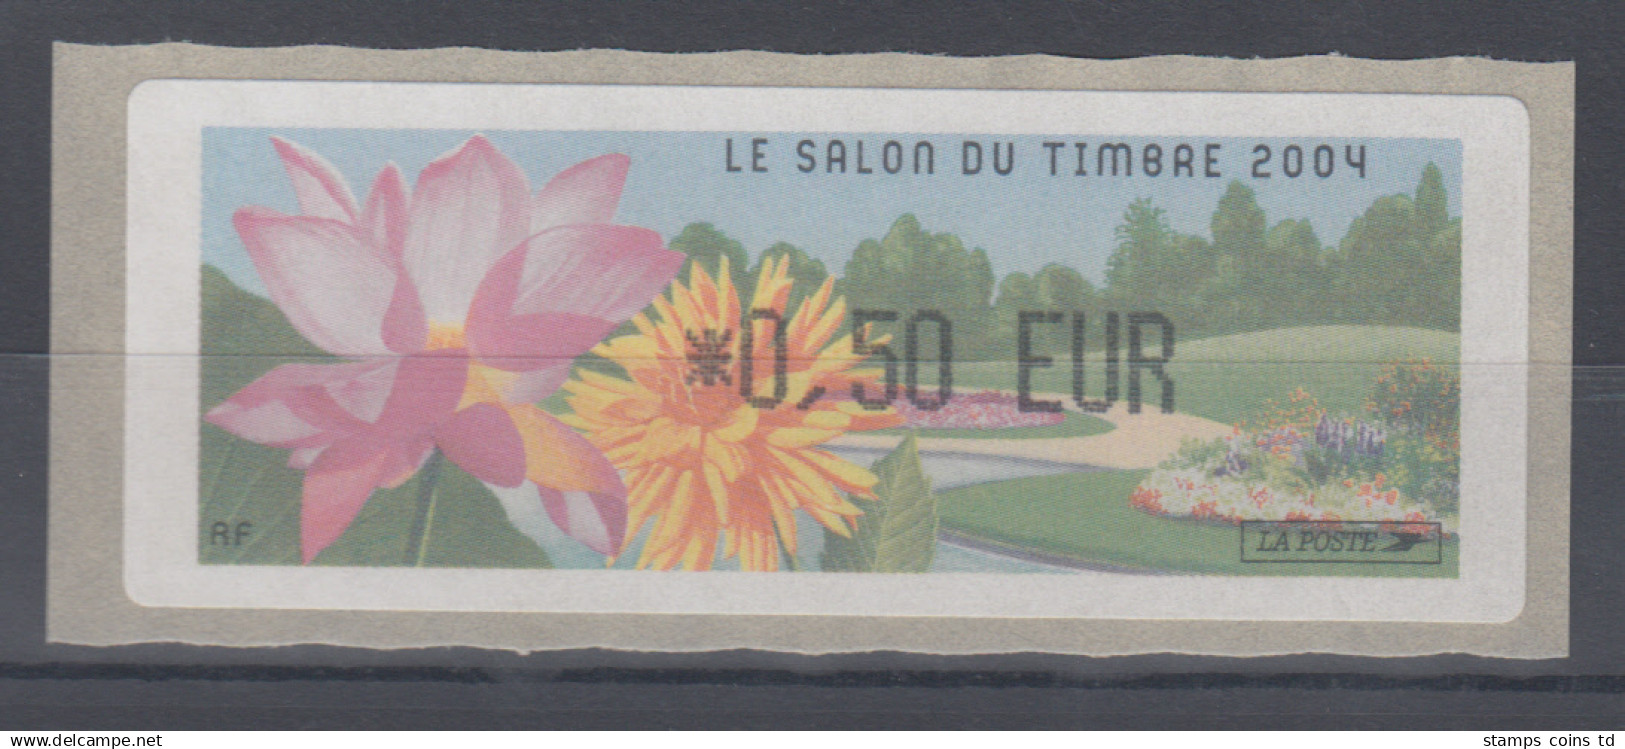 LE SALON DU TIMBRE 2004
*0,50 EUR
RF
LA POSTE
www.delcampe.net
stamps coins td